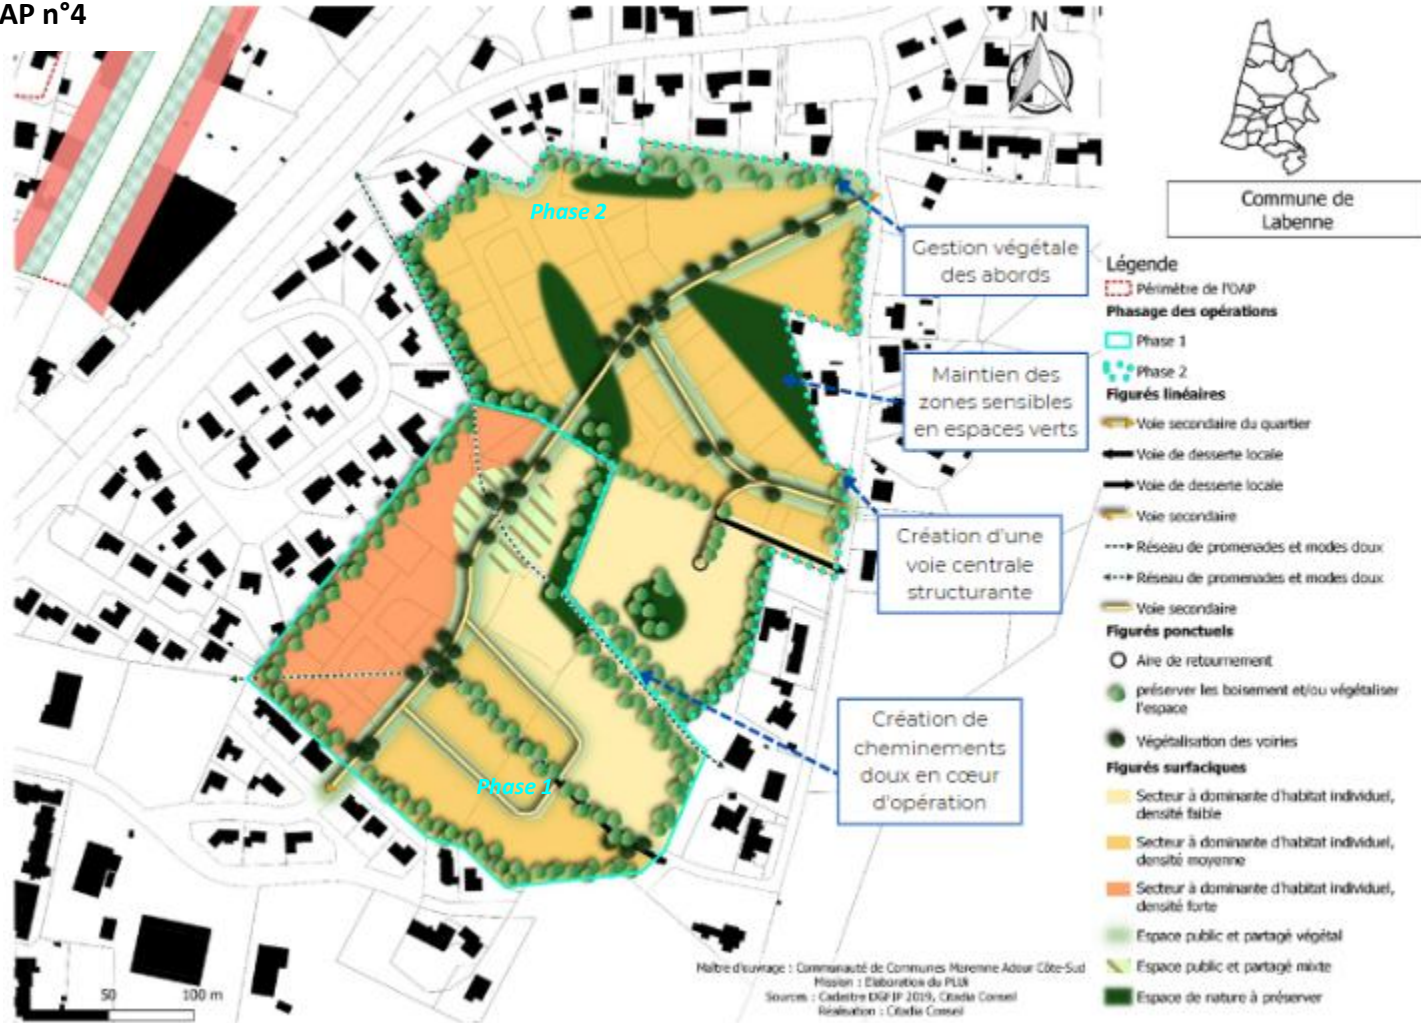 AP n°4
N
Commune de
Labenne
Phase 2
Gestion végétale
des abords
Maintien des
zones sensibles
en espaces verts
Création d'une
voie centrale
structurante
Création de
cheminements
doux en cœur
d'opération
Phase 1
Légende
Périmètre de l'OAP
Phasage des opérations
Phase 1
Phase 2
Figurés linéaires
Voie secondaire du quartier
Voie de desserte locale
Voie de desserte locale
Voie secondaire
Réseau de promenades et modes doux
Réseau de promenades et modes doux
Voie secondaire
Figurés ponctuels
Aire de retournement
préserver les boisement et/ou végétaliser
l'espace
Végétalisation des voiries
Figurés surfaciques
Secteur à dominante d'habitat individuel,
densité faible
Secteur à dominante d'habitat individuel,
densité moyenne
Secteur à dominante d'habitat individuel,
densité forte
Espace public et partagé végétal
Espace public et partagé mixte
Espace de nature à préserver
50 100 m
Maître d'ouvrage : Communauté de Communes Maremne Adour Côte-Sud
Mission : Elaboration du PLUi
Sources : Cadastre DGFIP 2019, Citadia Conseil
Réalisation : Citadia Conseil